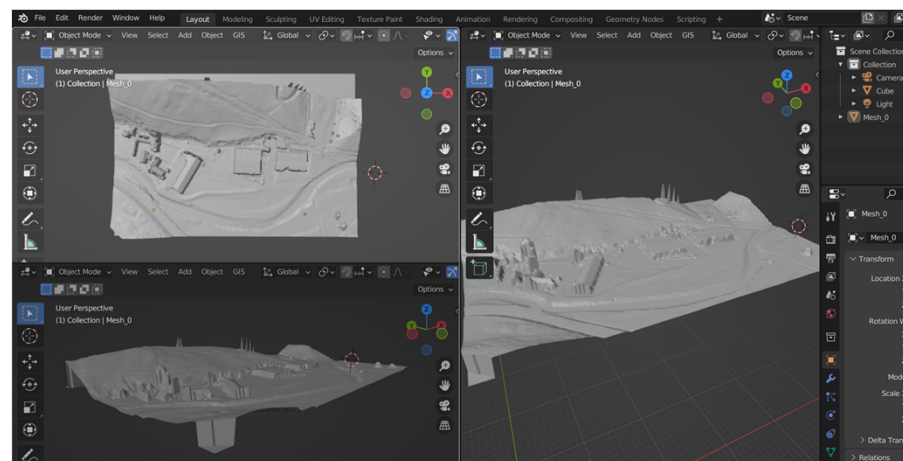 File Edit Render Window Help Layout Modeling Sculpting UV Editing Texture Paint Shading Animation Rendering Compositing Geometry Nodes Scripting + Scene
Object Mode View Select Add Object GIS Global
Options
User Perspective
(1) Collection | Mesh_0
Y
Z
X
Object Mode View Select Add Object GIS Global
Options
User Perspective
(1) Collection | Mesh_0
Z
Y
Object Mode View Select Add Object GIS Global
Options
User Perspective
(1) Collection | Mesh_0
Z
Y
X
Scene Collection
Collection
Camera
Cube
Light
Mesh_0
Mesh_0
Mesh_0
Transform
Location
Rotation
Scale
Delta Tran
Relations